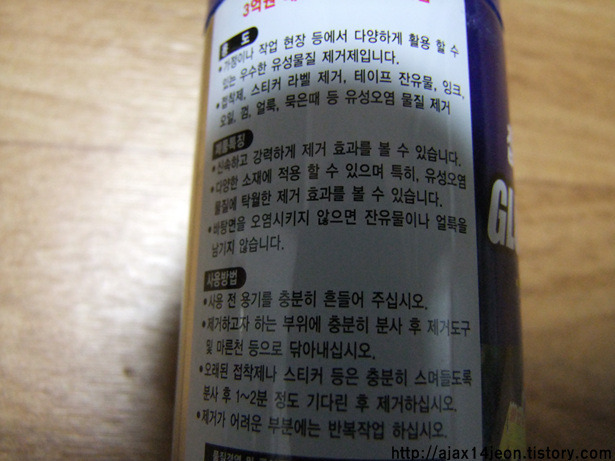 3억원
용 도
•가정이나 작업 현장 등에서 다양하게 활용 할 수
있는 우수한 유성물질 제거제입니다.
•접착제, 스티커 라벨 제거, 테이프 잔유물, 잉크,
오일, 껌, 얼룩, 묵은때 등 유성오염 물질 제거
제품특징
•신속하고 강력하게 제거 효과를 볼 수 있습니다.
•다양한 소재에 적용 할 수 있으며 특히, 유성오염
물질에 탁월한 제거 효과를 볼 수 있습니다.
•바탕면을 오염시키지 않으면 잔유물이나 얼룩을
남기지 않습니다.
사용방법
•사용 전 용기를 충분히 흔들어 주십시오.
•제거하고자 하는 부위에 충분히 분사 후 제거도구
및 마른천 등으로 닦아내십시오.
•오래된 접착제나 스티커 등은 충분히 스며들도록
분사 후 1~2분 정도 기다린 후 제거하십시오.
•제거가 어려운 부분에는 반복작업 하십시오.
http://ajax14jeon.tistory.com